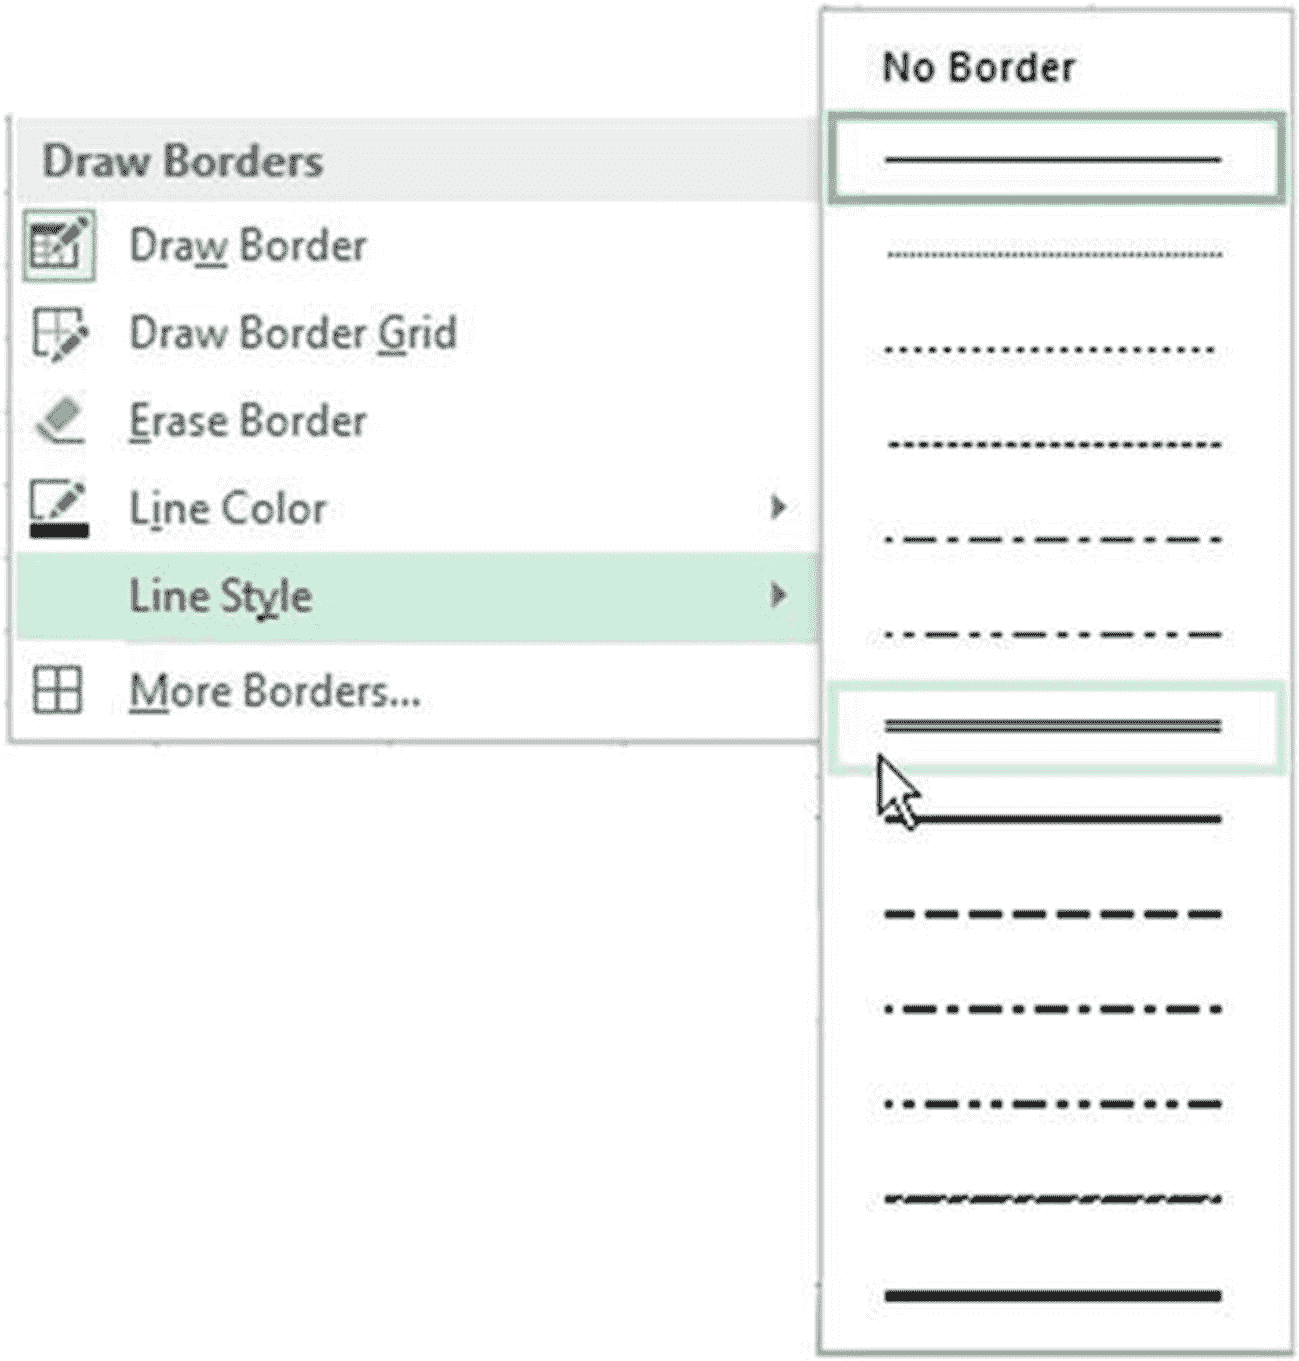 No Border
Draw Borders
Draw Border
Draw Border Grid
Erase Border
Line Color
Line Style
More Borders...